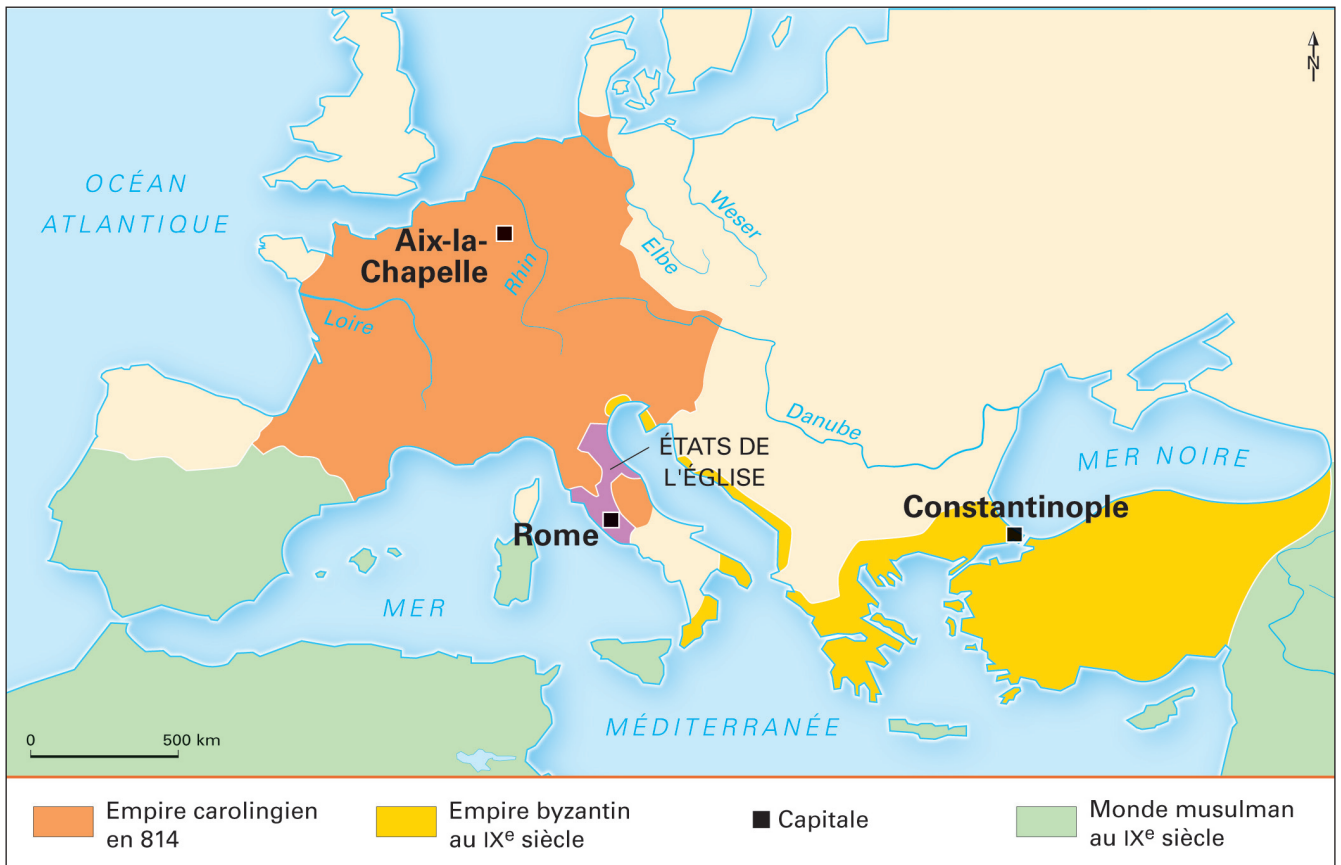 N
OCÉAN
ATLANTIQUE
Aix-la-
Chapelle
Rhin
Loire
Elbe
Weser
Danube
ÉTATS DE
L'ÉGLISE
Rome
MER NOIRE
Constantinople
MER
MÉDITERRANÉE
0 500 km
Empire carolingien
en 814
Empire byzantin
au IXe siècle
Capitale
Monde musulman
au IXe siècle